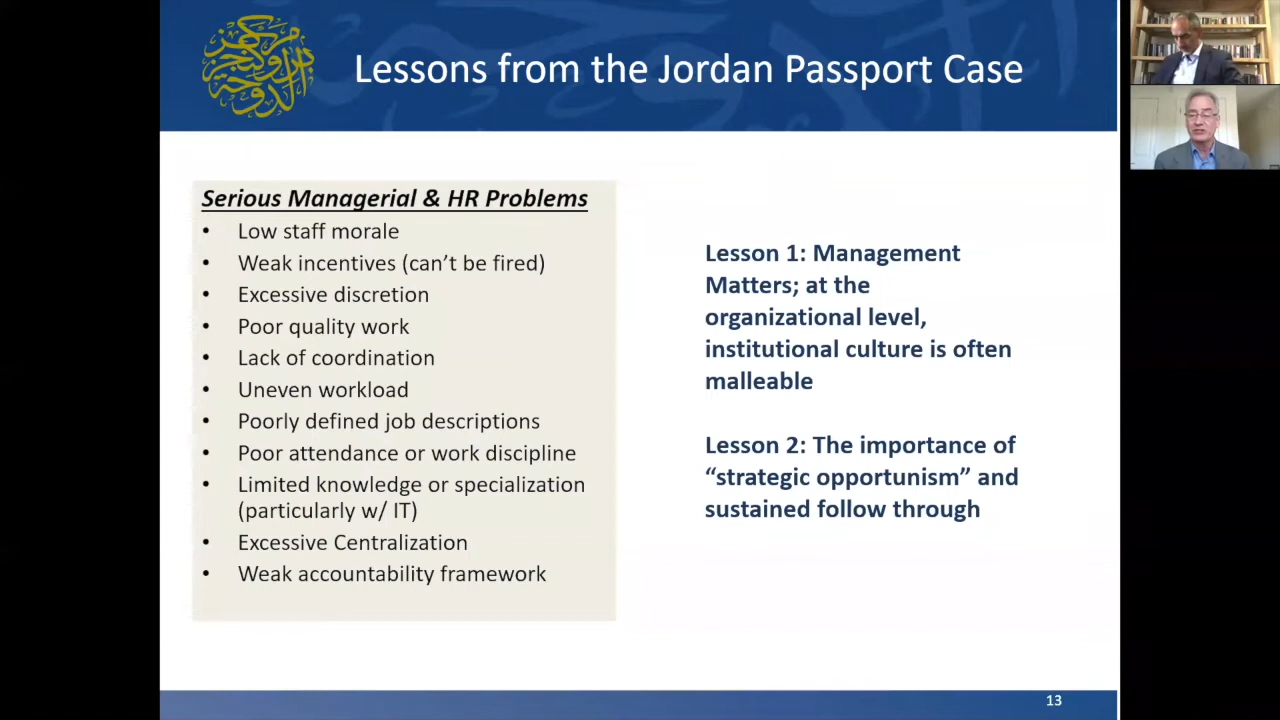 Lessons from the Jordan Passport Case
Serious Managerial & HR Problems
• Low staff morale
• Weak incentives (can’t be fired)
• Excessive discretion
• Poor quality work
• Lack of coordination
• Uneven workload
• Poorly defined job descriptions
• Poor attendance or work discipline
• Limited knowledge or specialization
(particularly w/ IT)
• Excessive Centralization
• Weak accountability framework
Lesson 1: Management
Matters; at the
organizational level,
institutional culture is often
malleable
Lesson 2: The importance of
“strategic opportunism” and
sustained follow through
13